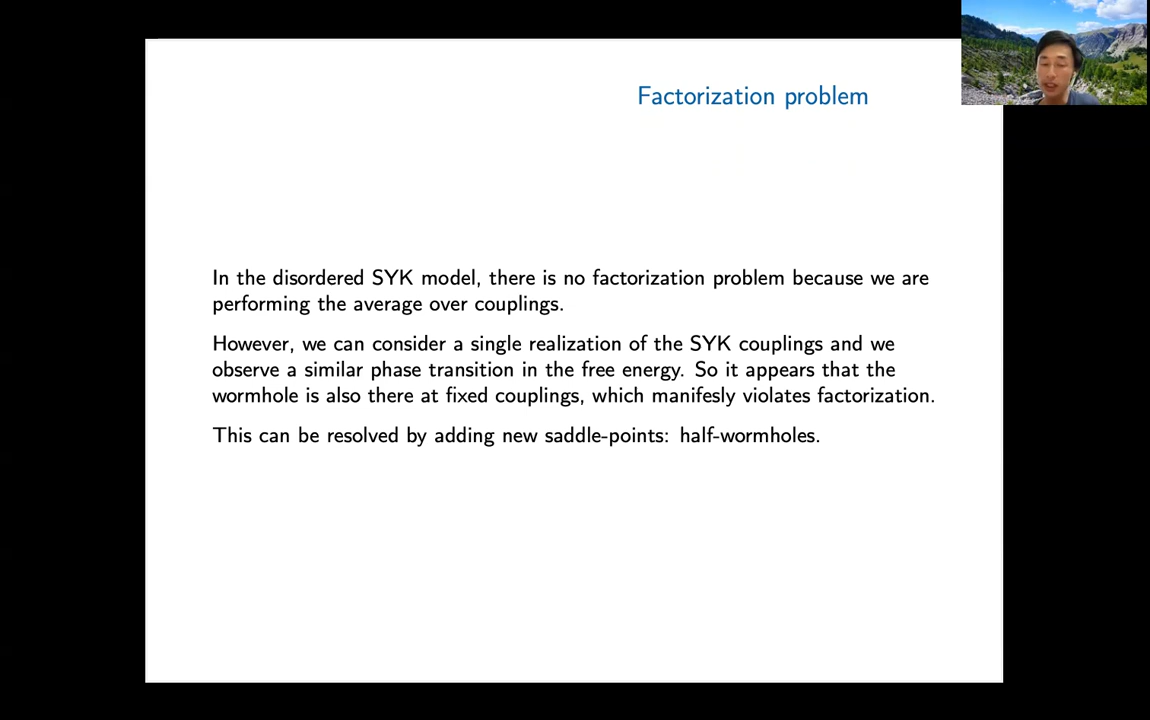 Factorization problem
In the disordered SYK model, there is no factorization problem because we are
performing the average over couplings.
However, we can consider a single realization of the SYK couplings and we
observe a similar phase transition in the free energy. So it appears that the
wormhole is also there at fixed couplings, which manifesly violates factorization.
This can be resolved by adding new saddle-points: half-wormholes.